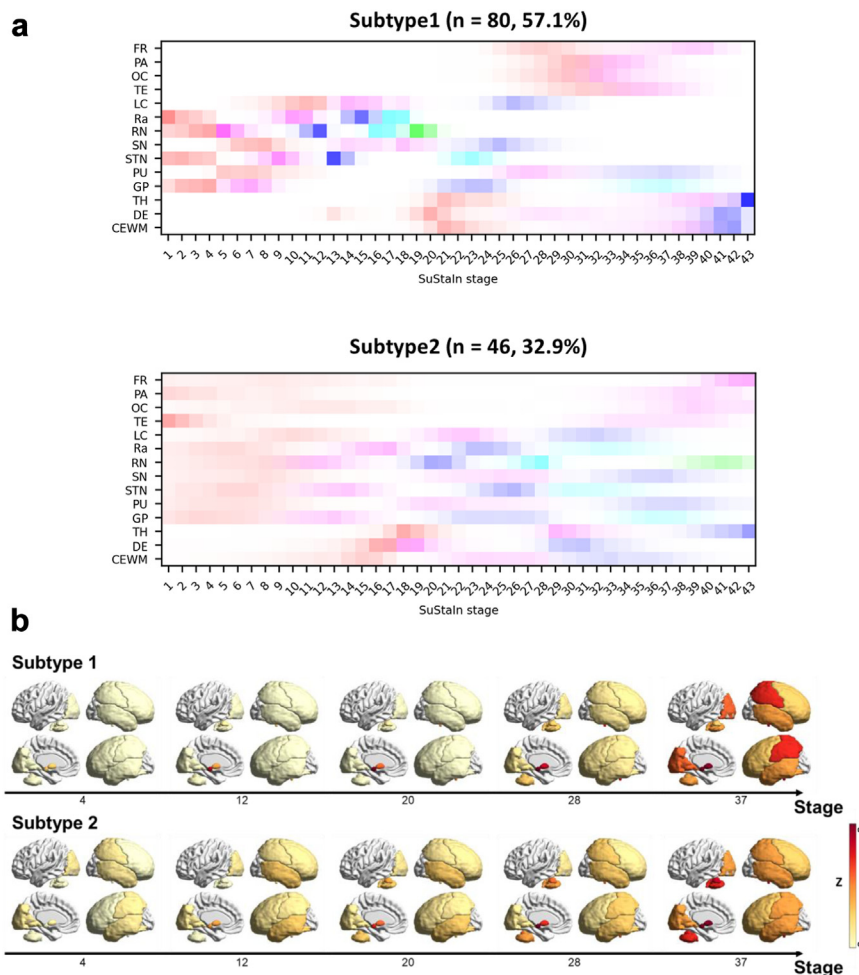 a
Subtype1 (n = 80, 57.1%)
FR
PA
OC
TE
LC
Ra
RN
SN
STN
PU
GP
TH
DE
CEWM
1 2 3 4 5 6 7 8 9 10 11 12 13 14 15 16 17 18 19 20 21 22 23 24 25 26 27 28 29 30 31 32 33 34 35 36 37 38 39 40 41 42 43
SuStaIn stage
Subtype2 (n = 46, 32.9%)
FR
PA
OC
TE
LC
Ra
RN
SN
STN
PU
GP
TH
DE
CEWM
1 2 3 4 5 6 7 8 9 10 11 12 13 14 15 16 17 18 19 20 21 22 23 24 25 26 27 28 29 30 31 32 33 34 35 36 37 38 39 40 41 42 43
SuStaIn stage
b
Subtype 1
4 12 20 28 37 Stage
Subtype 2
Z
4 12 20 28 37 Stage